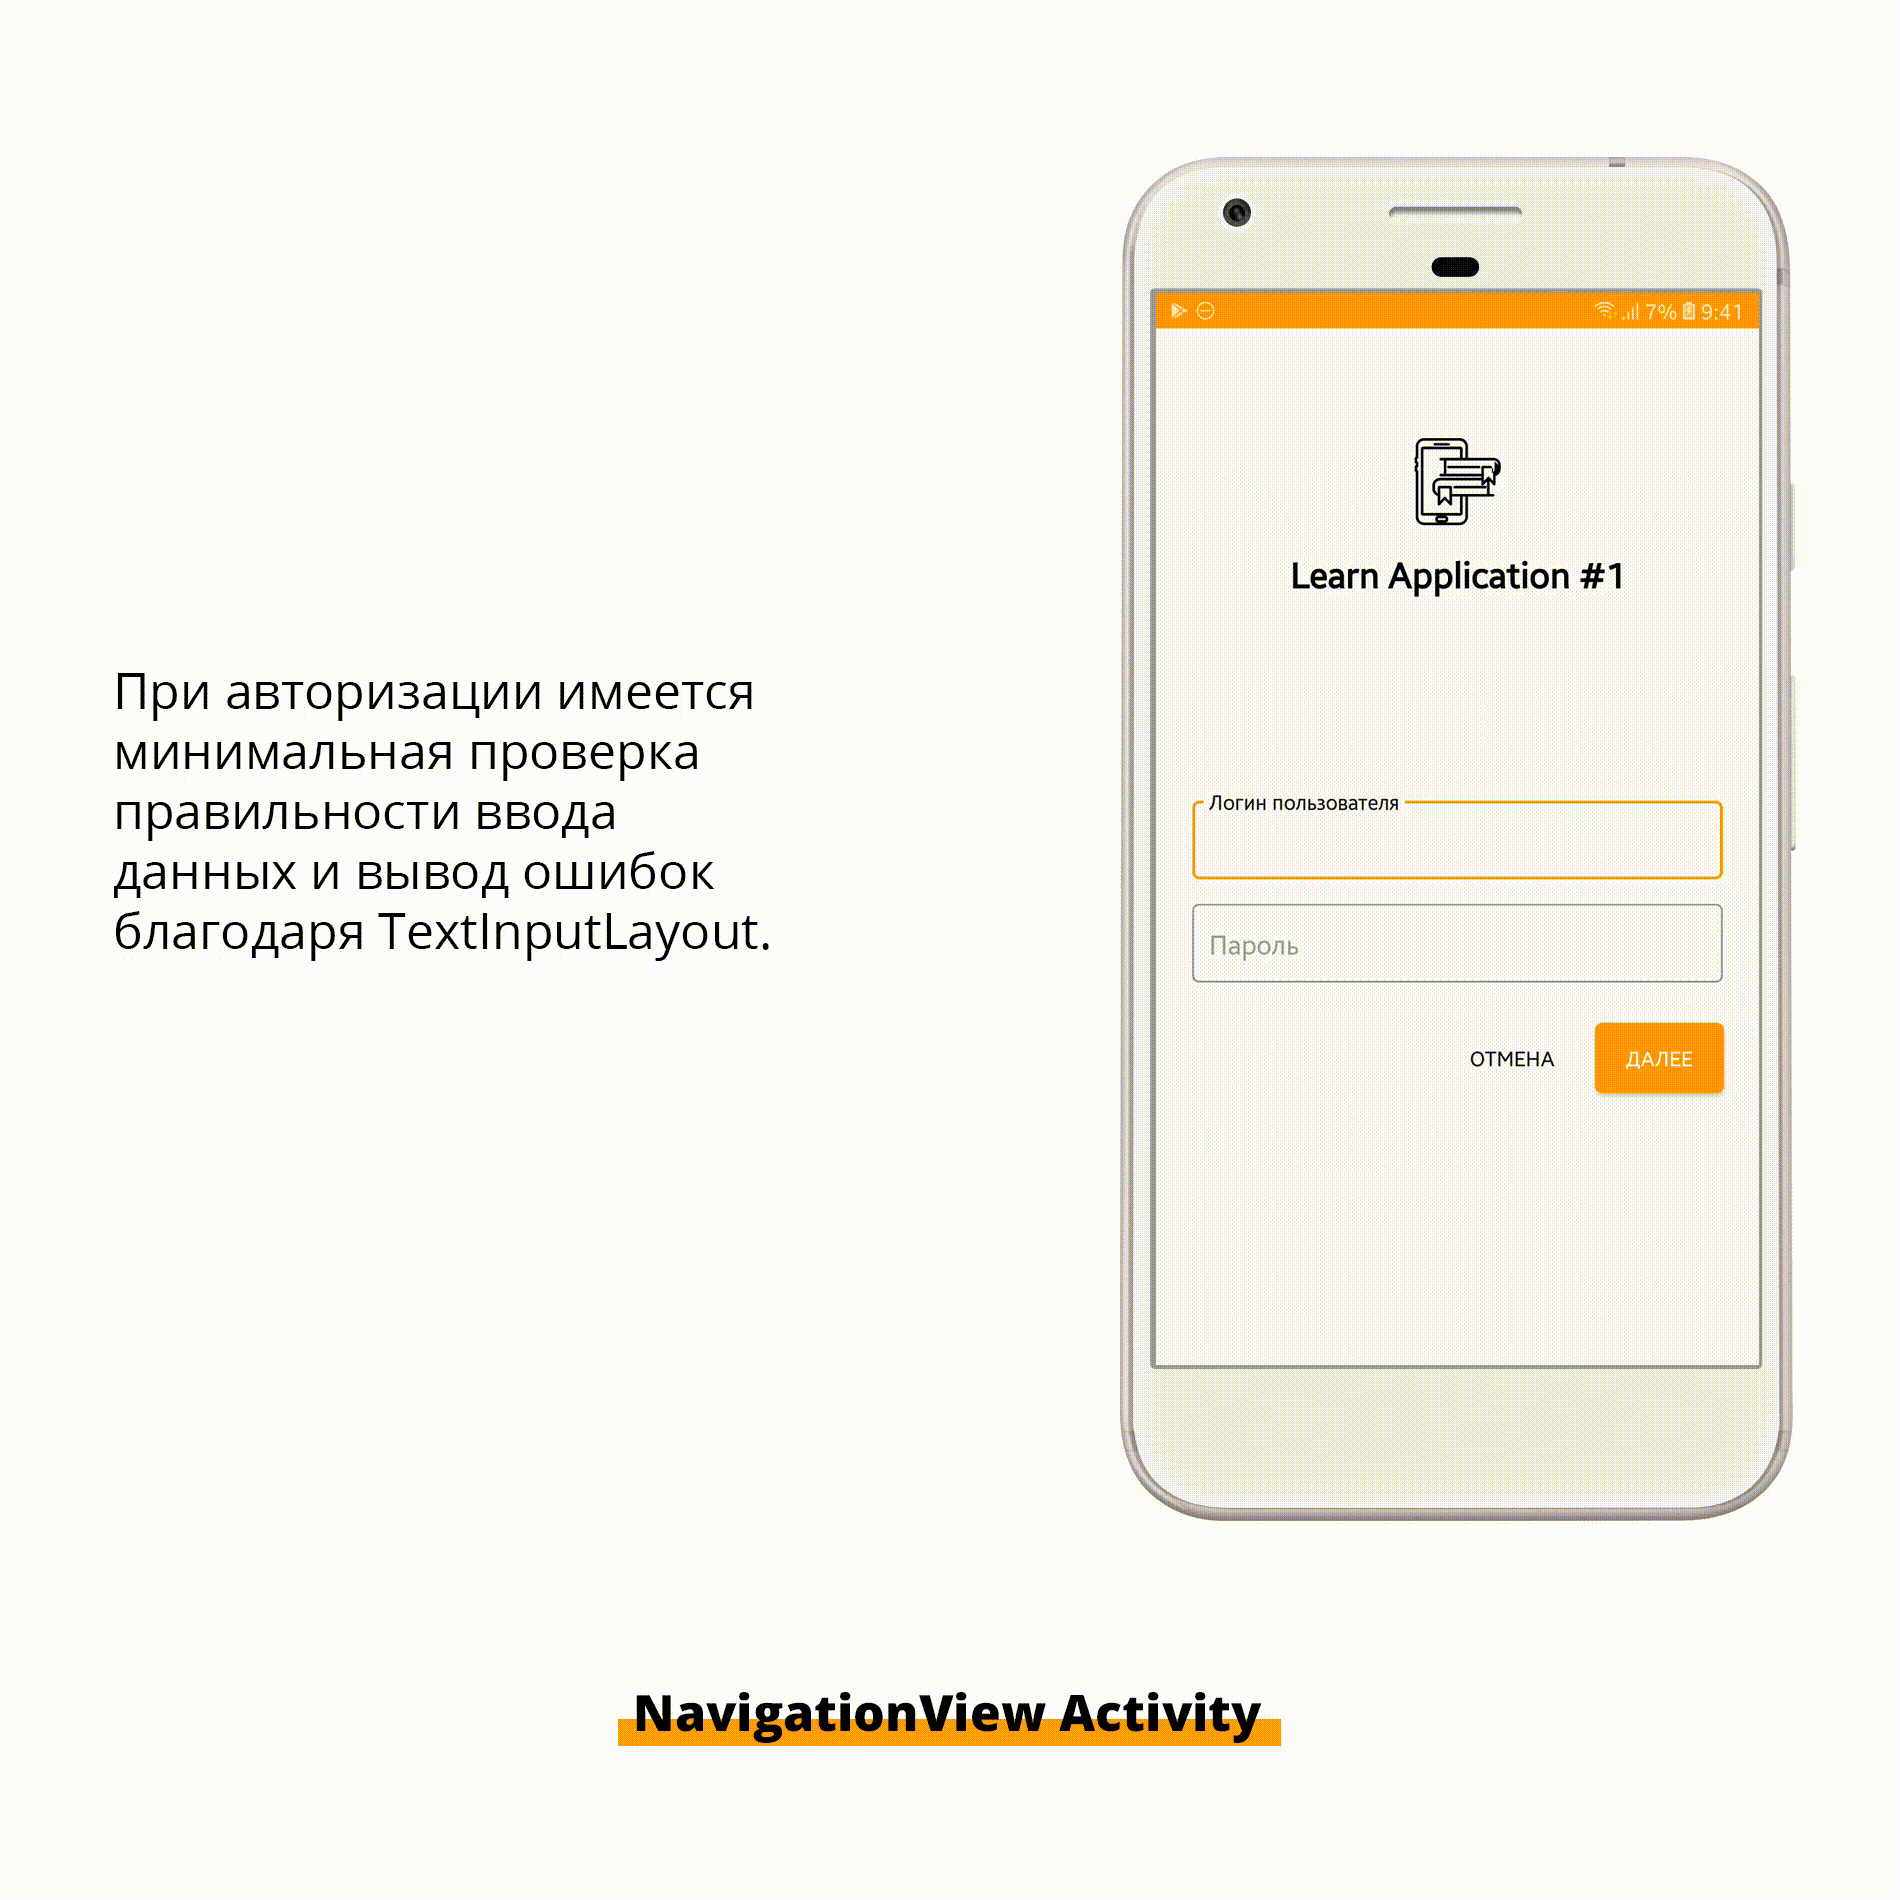 При авторизации имеется
минимальная проверка
правильности ввода
данных и вывод ошибок
благодаря TextInputLayout.
7% 9:41
Learn Application #1
Логин пользователя
Пароль
ОТМЕНА ДАЛЕЕ
NavigationView Activity